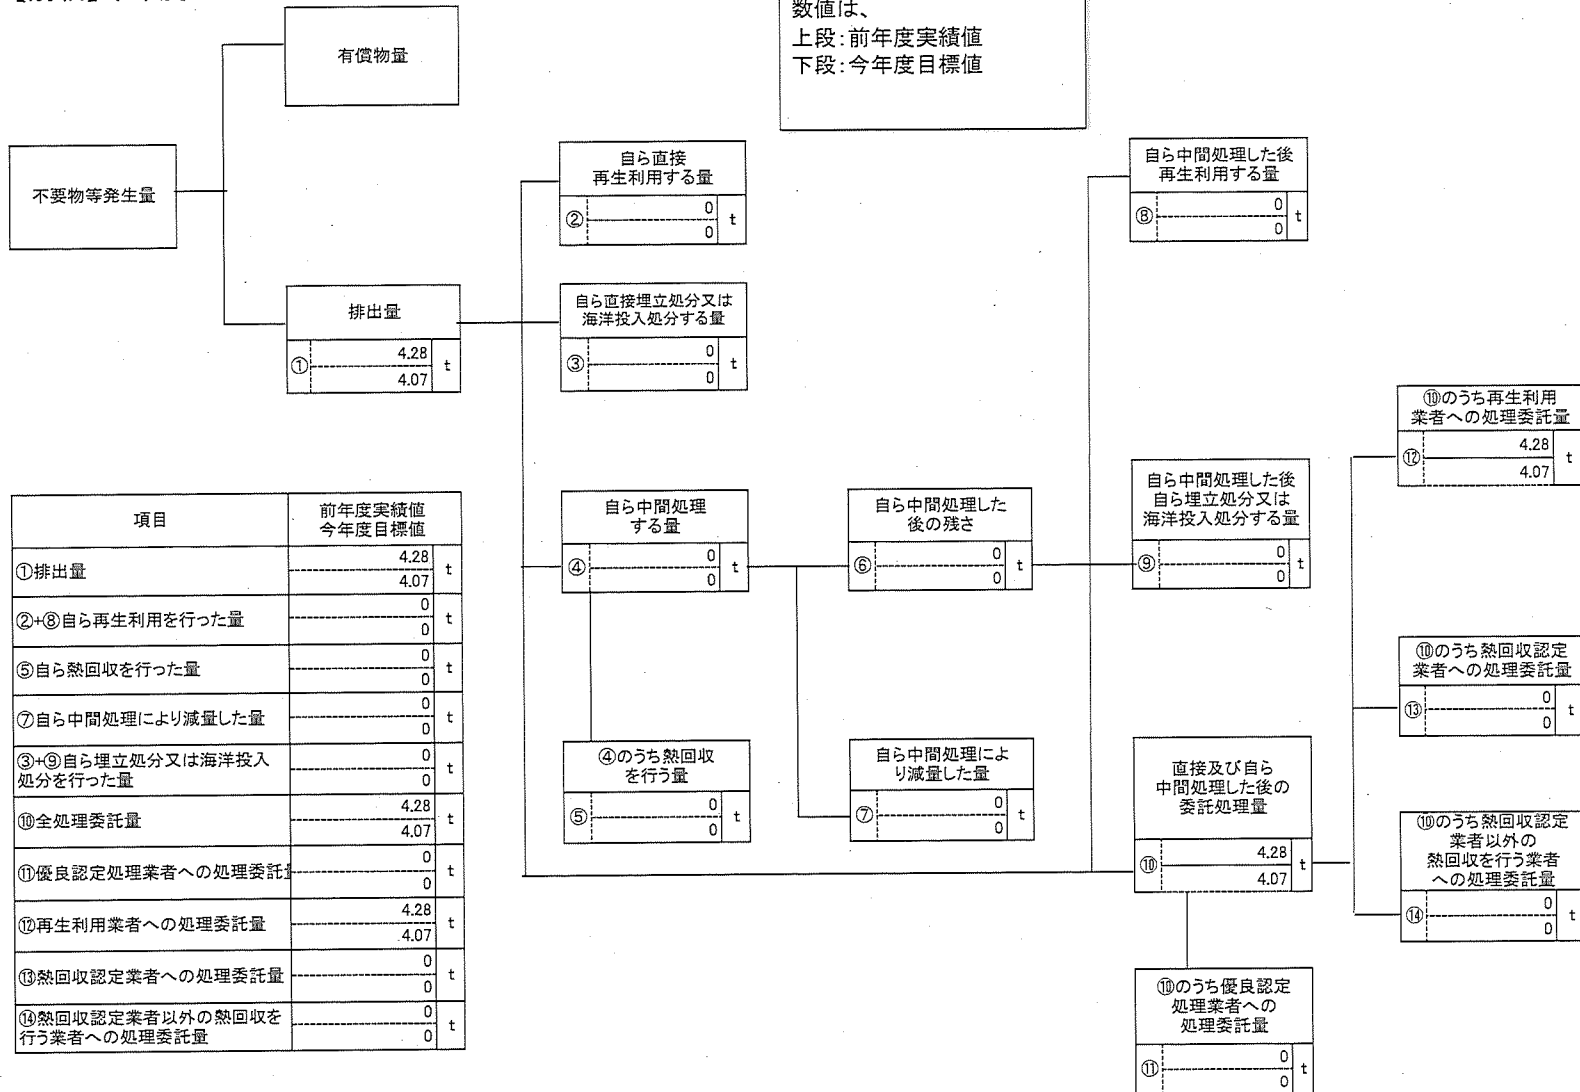 数値は、
上段:前年度実績値
下段:今年度目標値
有償物量
不要物等発生量
排出量
①
4.28
4.07
t
自ら直接
再生利用する量
②
0
0
t
自ら直接埋立処分又は
海洋投入処分する量
③
0
0
t
自ら中間処理
する量
④
0
0
t
④のうち熱回収
を行う量
⑤
0
0
t
自ら中間処理した
後の残さ
⑥
0
0
t
自ら中間処理によ
り減量した量
⑦
0
0
t
自ら中間処理した後
再生利用する量
⑧
0
0
t
自ら中間処理した後
自ら埋立処分又は
海洋投入処分する量
⑨
0
0
t
直接及び自ら
中間処理した後の
委託処理量
⑩
4.28
4.07
t
⑩のうち優良認定
処理業者への
処理委託量
⑪
0
0
t
⑩のうち再生利用
業者への処理委託量
⑫
4.28
4.07
t
⑩のうち熱回収認定
業者への処理委託量
⑬
0
0
t
⑩のうち熱回収認定
業者以外の
熱回収を行う業者
への処理委託量
⑭
0
0
t
項目
前年度実績値
今年度目標値
①排出量
4.28
4.07
t
②+⑧自ら再生利用を行った量
0
0
t
⑤自ら熱回収を行った量
0
0
t
⑦自ら中間処理により減量した量
0
0
t
③+⑨自ら埋立処分又は海洋投入
処分を行った量
0
0
t
⑩全処理委託量
4.28
4.07
t
⑪優良認定処理業者への処理委託
0
0
t
⑫再生利用業者への処理委託量
4.28
4.07
t
⑬熱回収認定業者への処理委託量
0
0
t
⑭熱回収認定業者以外の熱回収を
行う業者への処理委託量
0
0
t